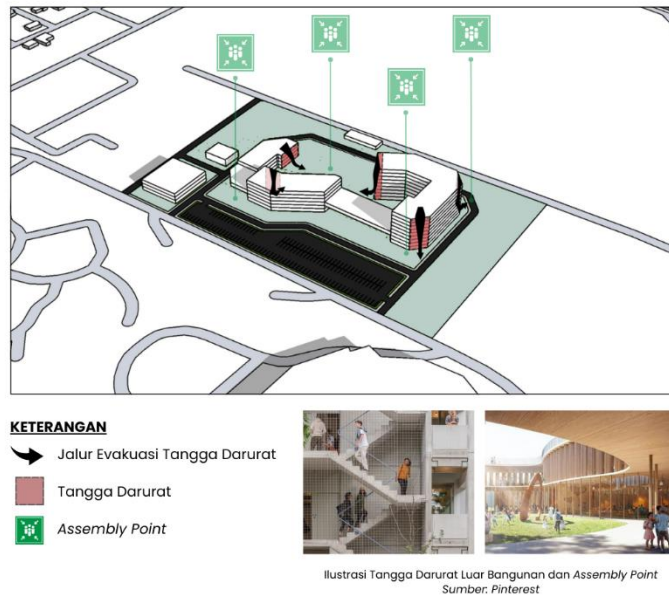 KETERANGAN
Jalur Evakuasi Tangga Darurat
Tangga Darurat
Assembly Point
Ilustrasi Tangga Darurat Luar Bangunan dan Assembly Point
Sumber: Pinterest